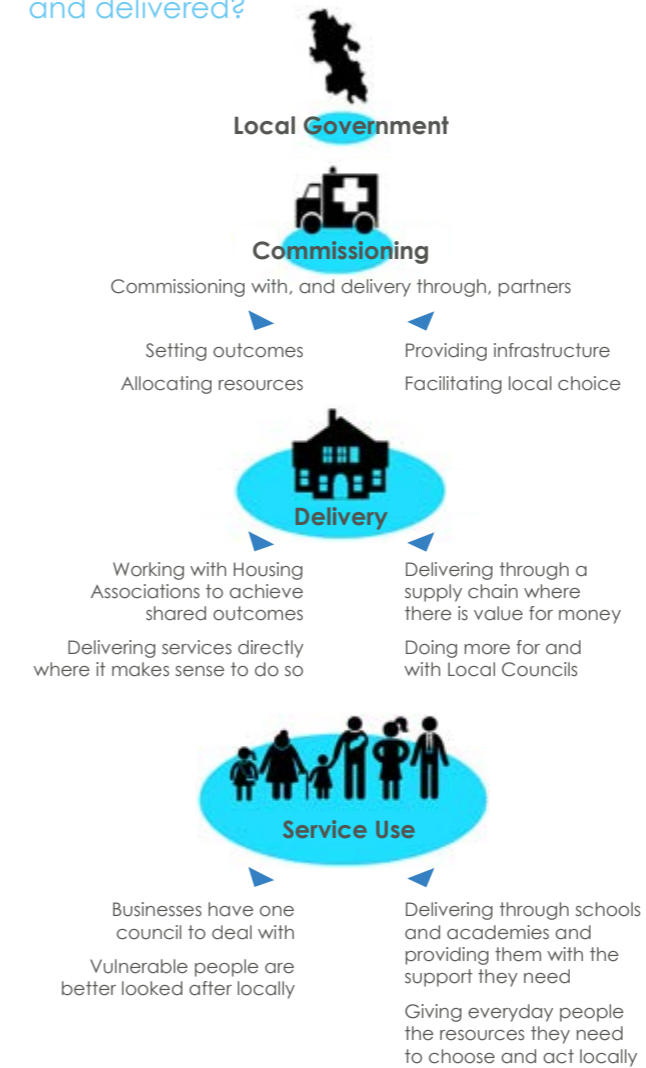 and delivered?
Local Government
Commissioning
Commissioning with, and delivery through, partners
Setting outcomes
Allocating resources
Providing infrastructure
Facilitating local choice
Delivery
Working with Housing
Associations to achieve
shared outcomes
Delivering services directly
where it makes sense to do so
Delivering through a
supply chain where
there is value for money
Doing more for and
with Local Councils
Service Use
Businesses have one
council to deal with
Vulnerable people are
better looked after locally
Delivering through schools
and academies and
providing them with the
support they need
Giving everyday people
the resources they need
to choose and act locally